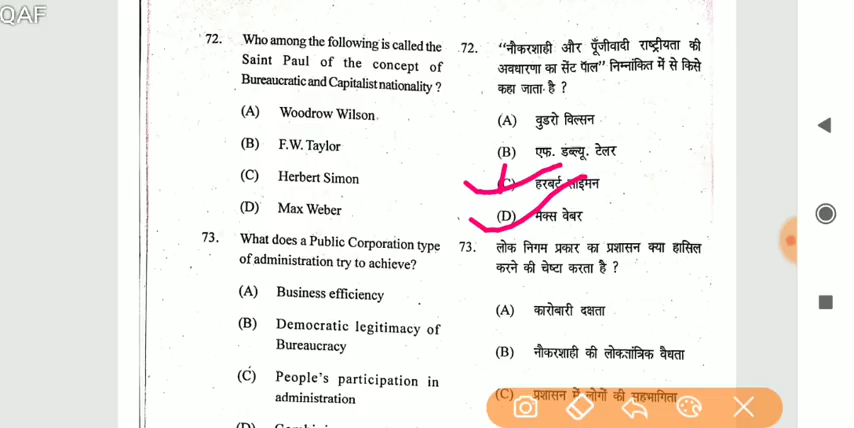 QAF
72. Who among the following is called the
Saint Paul of the concept of
Bureaucratic and Capitalist nationality ?
(A) Woodrow Wilson
(B) F.W. Taylor
(C) Herbert Simon
(D) Max Weber
73. What does a Public Corporation type
of administration try to achieve?
(A) Business efficiency
(B) Democratic legitimacy of
Bureaucracy
(C) People's participation in
administration
(D)
72. "नौकरशाही और पूँजीवादी राष्ट्रीयता की
अवधारणा का सेंट पॉल" निम्नांकित में से किसे
कहा जाता है ?
(A) वुडरो विल्सन
(B) एफ. डब्ल्यू. टेलर
(C) हरबर्ट साईमन
(D) मैक्स वेबर
73. लोक निगम प्रकार का प्रशासन क्या हासिल
करने की चेष्टा करता है ?
(A) कारोबारी दक्षता
(B) नौकरशाही की लोकतांत्रिक वैधता
(C) प्रशासन में लोगों की सहभागिता